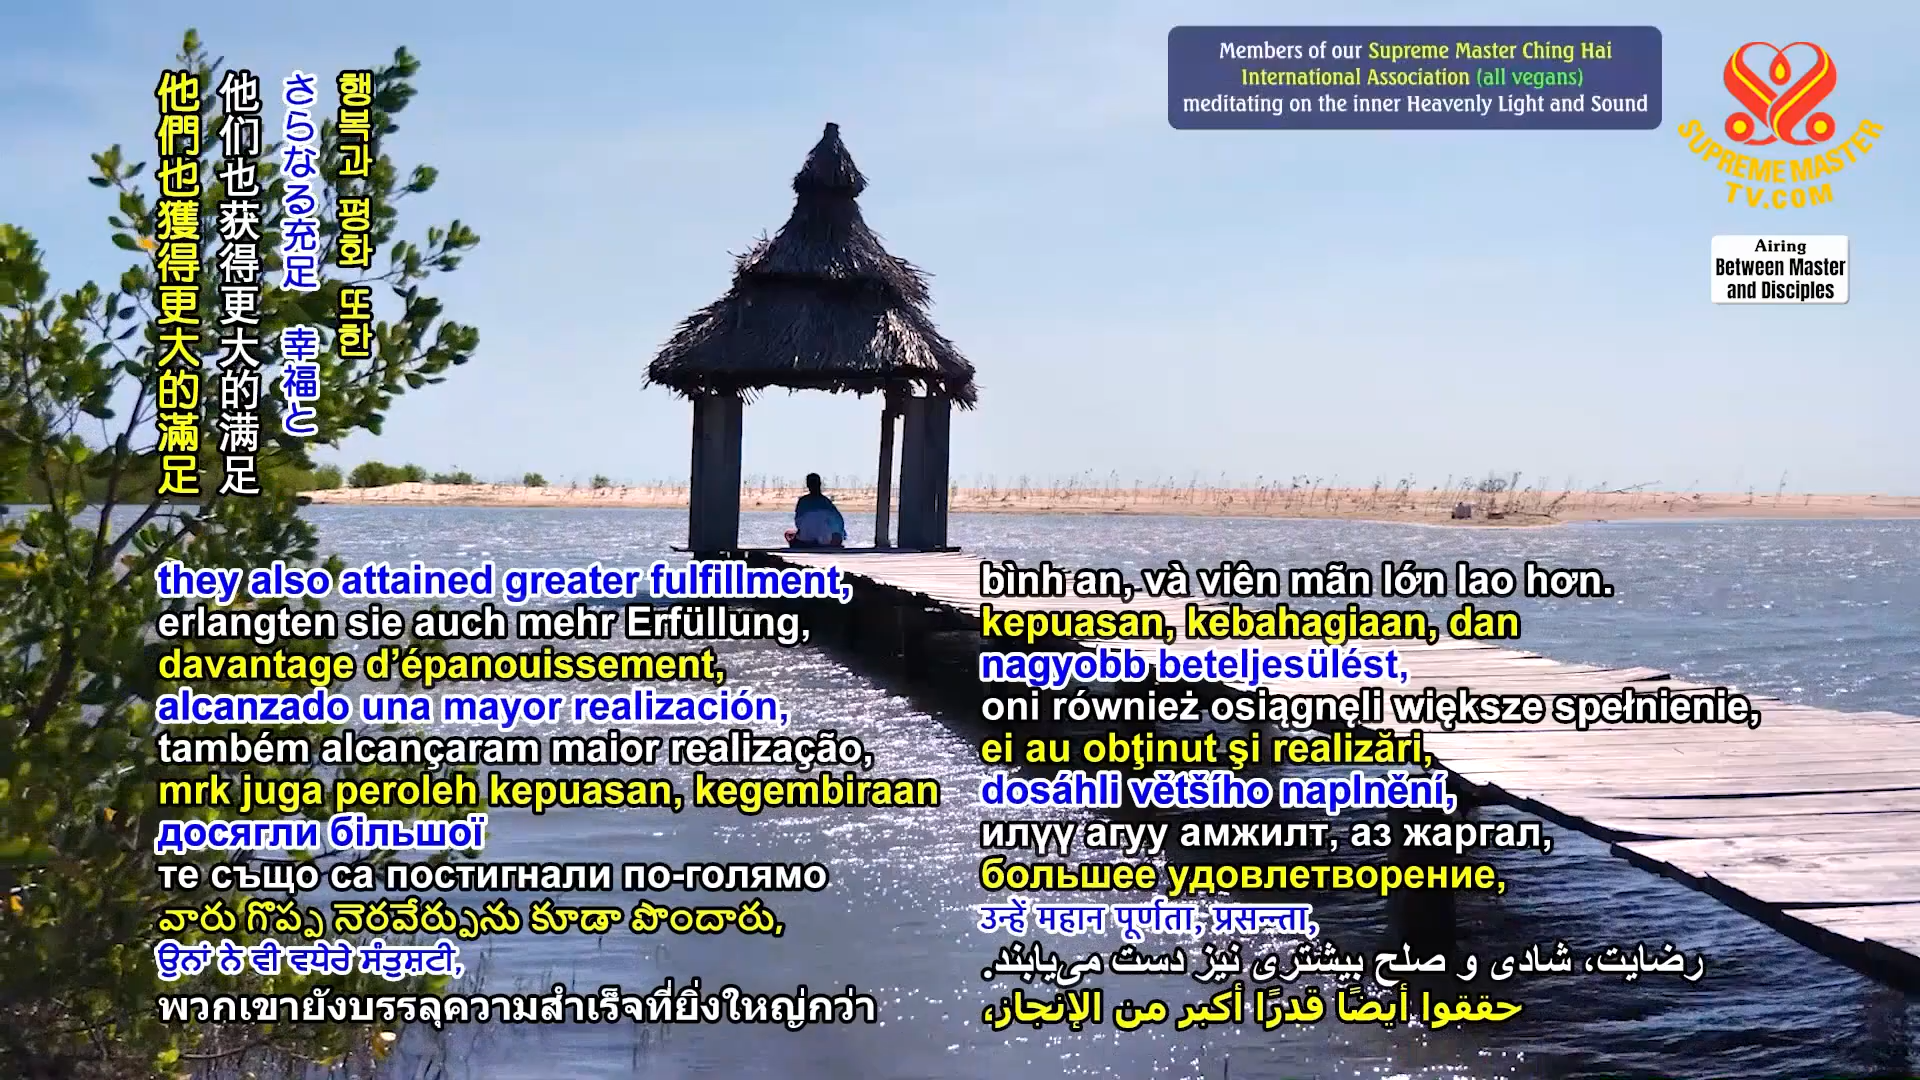 Members of our Supreme Master Ching Hai
International Association (all vegans)
meditating on the inner Heavenly Light and Sound
SUPREME MASTER
TV.COM
Airing
Between Master
and Disciples
행복과 평화 또한
さらなる充足 幸福と
他们也获得更大的满足
他們也獲得更大的滿足
they also attained greater fulfillment,
erlangten sie auch mehr Erfüllung,
davantage d’épanouissement,
alcanzado una mayor realización,
também alcançaram maior realização,
mrk juga peroleh kepuasan, kegembiraan
досягли більшої
те също са постигнали по-голямо
వారు గొప్ప నెరవేర్పును కూడా పొందారు,
ਉਨਾਂ ਨੇ ਵੀ ਵਧੇਰੇ ਸੰਤੁਸ਼ਟੀ,
พวกเขายังบรรลุความสำเร็จที่ยิ่งใหญ่กว่า
bình an, và viên mãn lớn lao hơn.
kepuasan, kebahagiaan, dan
nagyobb beteljesülést,
oni również osiągnęli większe spełnienie,
ei au obţinut şi realizări,
dosáhli většího naplnění,
илүү агуу амжилт, аз жаргал,
большее удовлетворение,
उन्हें महान पूर्णता, प्रसन्नता,
رضایت، شادی و صلح بیشتری نیز دست می‌یابند.
حققوا أيضًا قدرًا أكبر من الإنجاز،